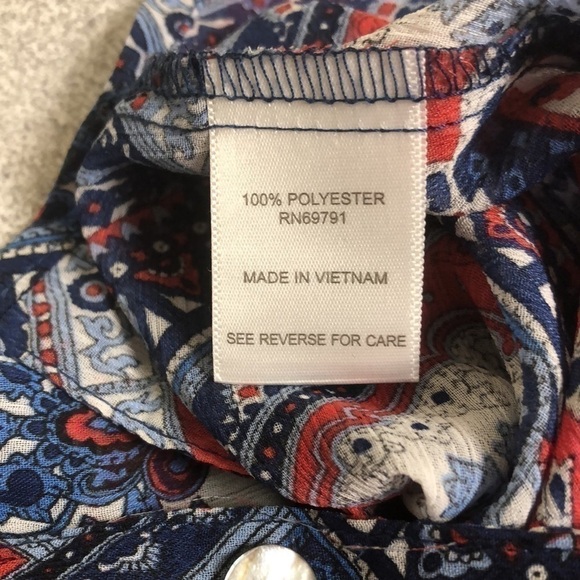 100% POLYESTER
RN69791
MADE IN VIETNAM
SEE REVERSE FOR CARE